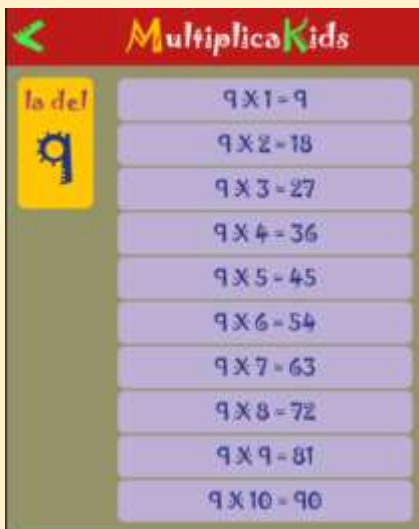 MultiplicaKids
la del
9
9 X 1 = 9
9 X 2 = 18
9 X 3 = 27
9 X 4 = 36
9 X 5 = 45
9 X 6 = 54
9 X 7 = 63
9 X 8 = 72
9 X 9 = 81
9 X 10 = 90